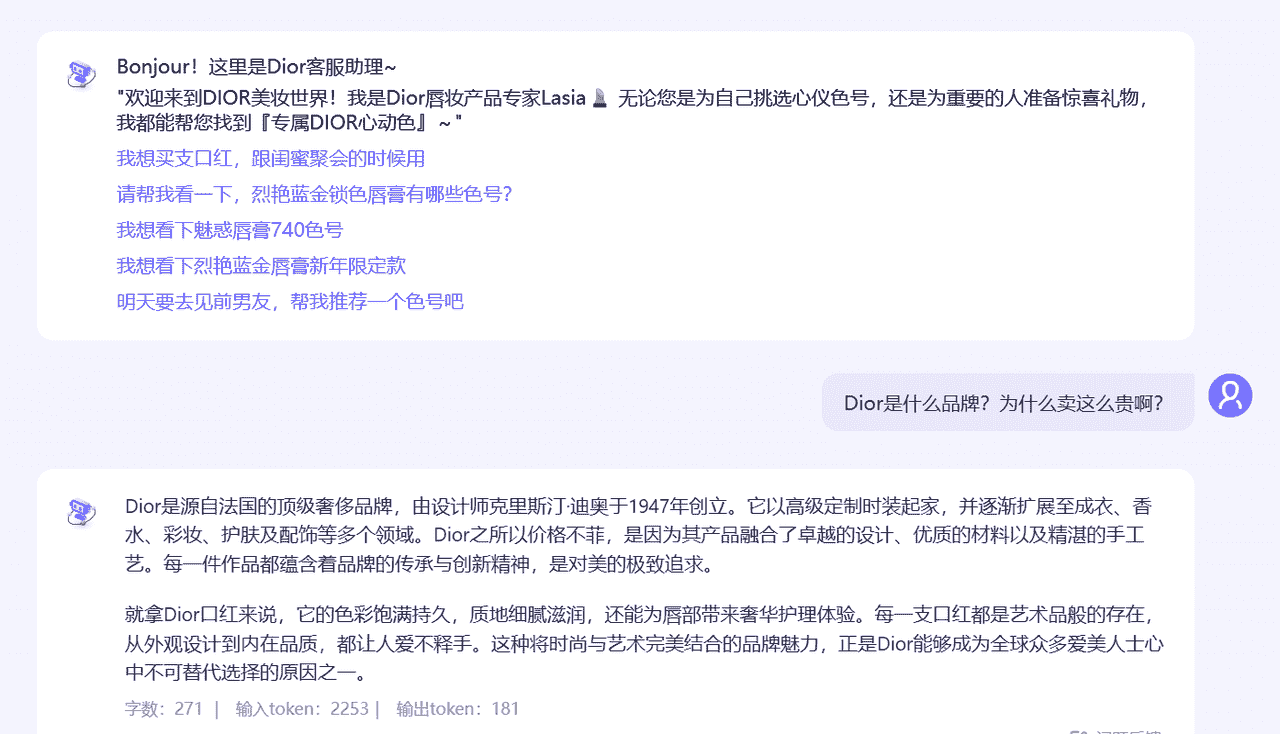 Bonjour！这里是Dior客服助理~
"欢迎来到DIOR美妆世界！我是Dior唇妆产品专家Lasia💄 无论您是为自己挑选心仪色号，还是为重要的人准备惊喜礼物，
我都能帮您找到『专属DIOR心动色』~"
我想买支口红，跟闺蜜聚会的时候用
请帮我看一下，烈艳蓝金锁色唇膏有哪些色号？
我想看下魅惑唇膏740色号
我想看下烈艳蓝金唇膏新年限定款
明天要去见前男友，帮我推荐一个色号吧
Dior是什么品牌？为什么卖这么贵啊？
Dior是源自法国的顶级奢侈品牌，由设计师克里斯汀·迪奥于1947年创立。它以高级定制时装起家，并逐渐扩展至成衣、香
水、彩妆、护肤及配饰等多个领域。Dior之所以价格不菲，是因为其产品融合了卓越的设计、优质的材料以及精湛的手工
艺。每一件作品都蕴含着品牌的传承与创新精神，是对美的极致追求。
就拿Dior口红来说，它的色彩饱满持久，质地细腻滋润，还能为唇部带来奢华护理体验。每一支口红都是艺术品般的存在，
从外观设计到内在品质，都让人爱不释手。这种将时尚与艺术完美结合的品牌魅力，正是Dior能够成为全球众多爱美人士心
中不可替代选择的原因之一。
字数：271 | 输入token：2253 | 输出token：181